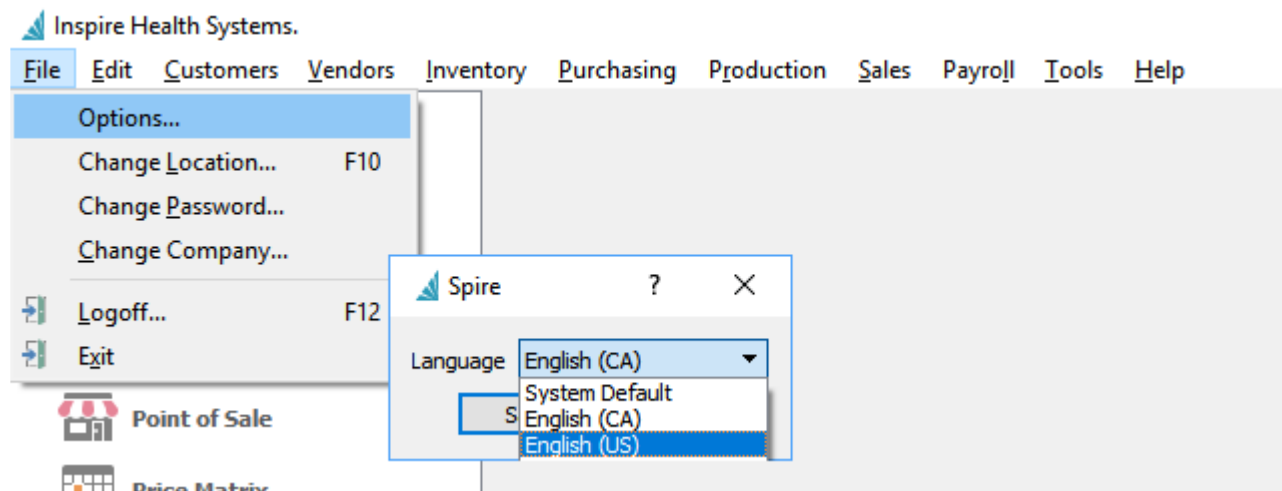 Inspire Health Systems.
File Edit Customers Vendors Inventory Purchasing Production Sales Payroll Tools Help
Options...
Change Location... F10
Change Password...
Change Company...
Logoff... F12
Exit
Spire ?
Language English (CA)
System Default
S English (CA)
English (US)
Point of Sale
Price Matrix